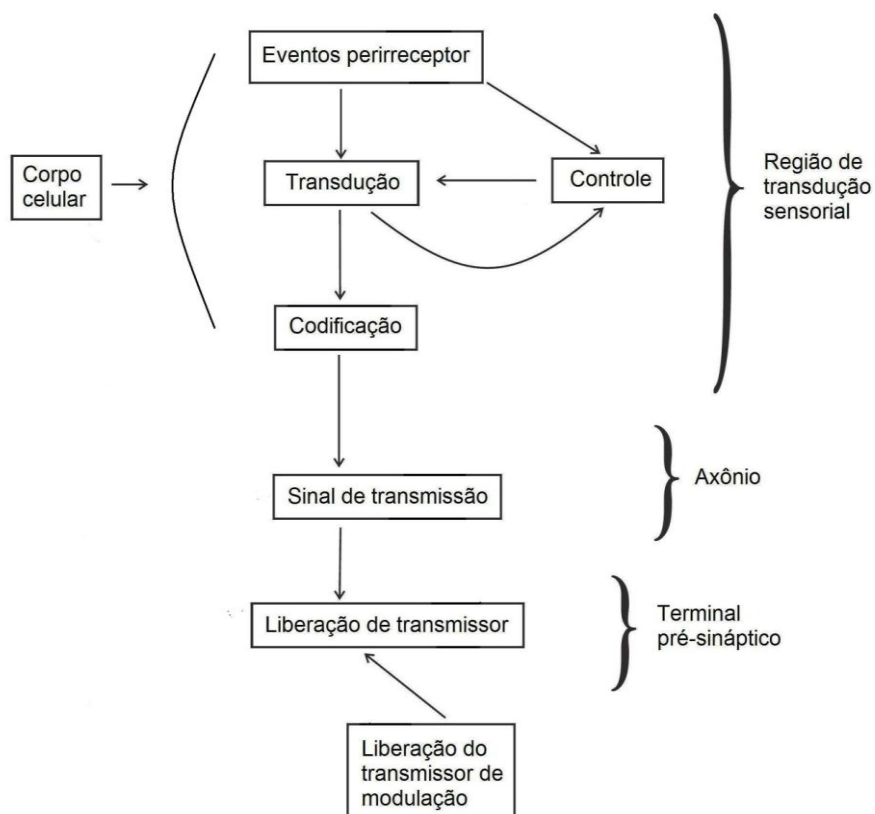 Eventos perirreceptor
Corpo
celular
Transdução
Controle
Região de
transdução
sensorial
Codificação
Sinal de transmissão
Axônio
Liberação de transmissor
Terminal
pré-sináptico
Liberação do
transmissor de
modulação